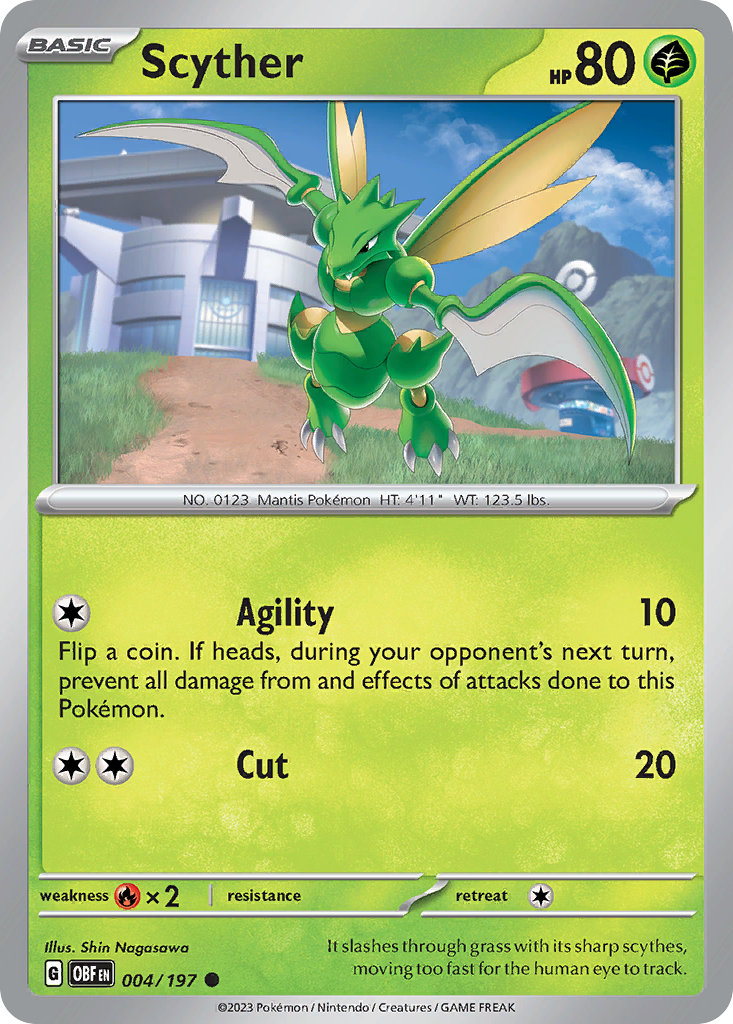 BASIC
Scyther
HP 80
NO. 0123 Mantis Pokémon HT: 4'11" WT: 123.5 lbs.
Agility 10
Flip a coin. If heads, during your opponent's next turn,
prevent all damage from and effects of attacks done to this
Pokémon.
Cut 20
weakness ×2 resistance retreat
Illus. Shin Nagasawa
G OBF EN 004/197
It slashes through grass with its sharp scythes,
moving too fast for the human eye to track.
©2023 Pokémon / Nintendo / Creatures / GAME FREAK